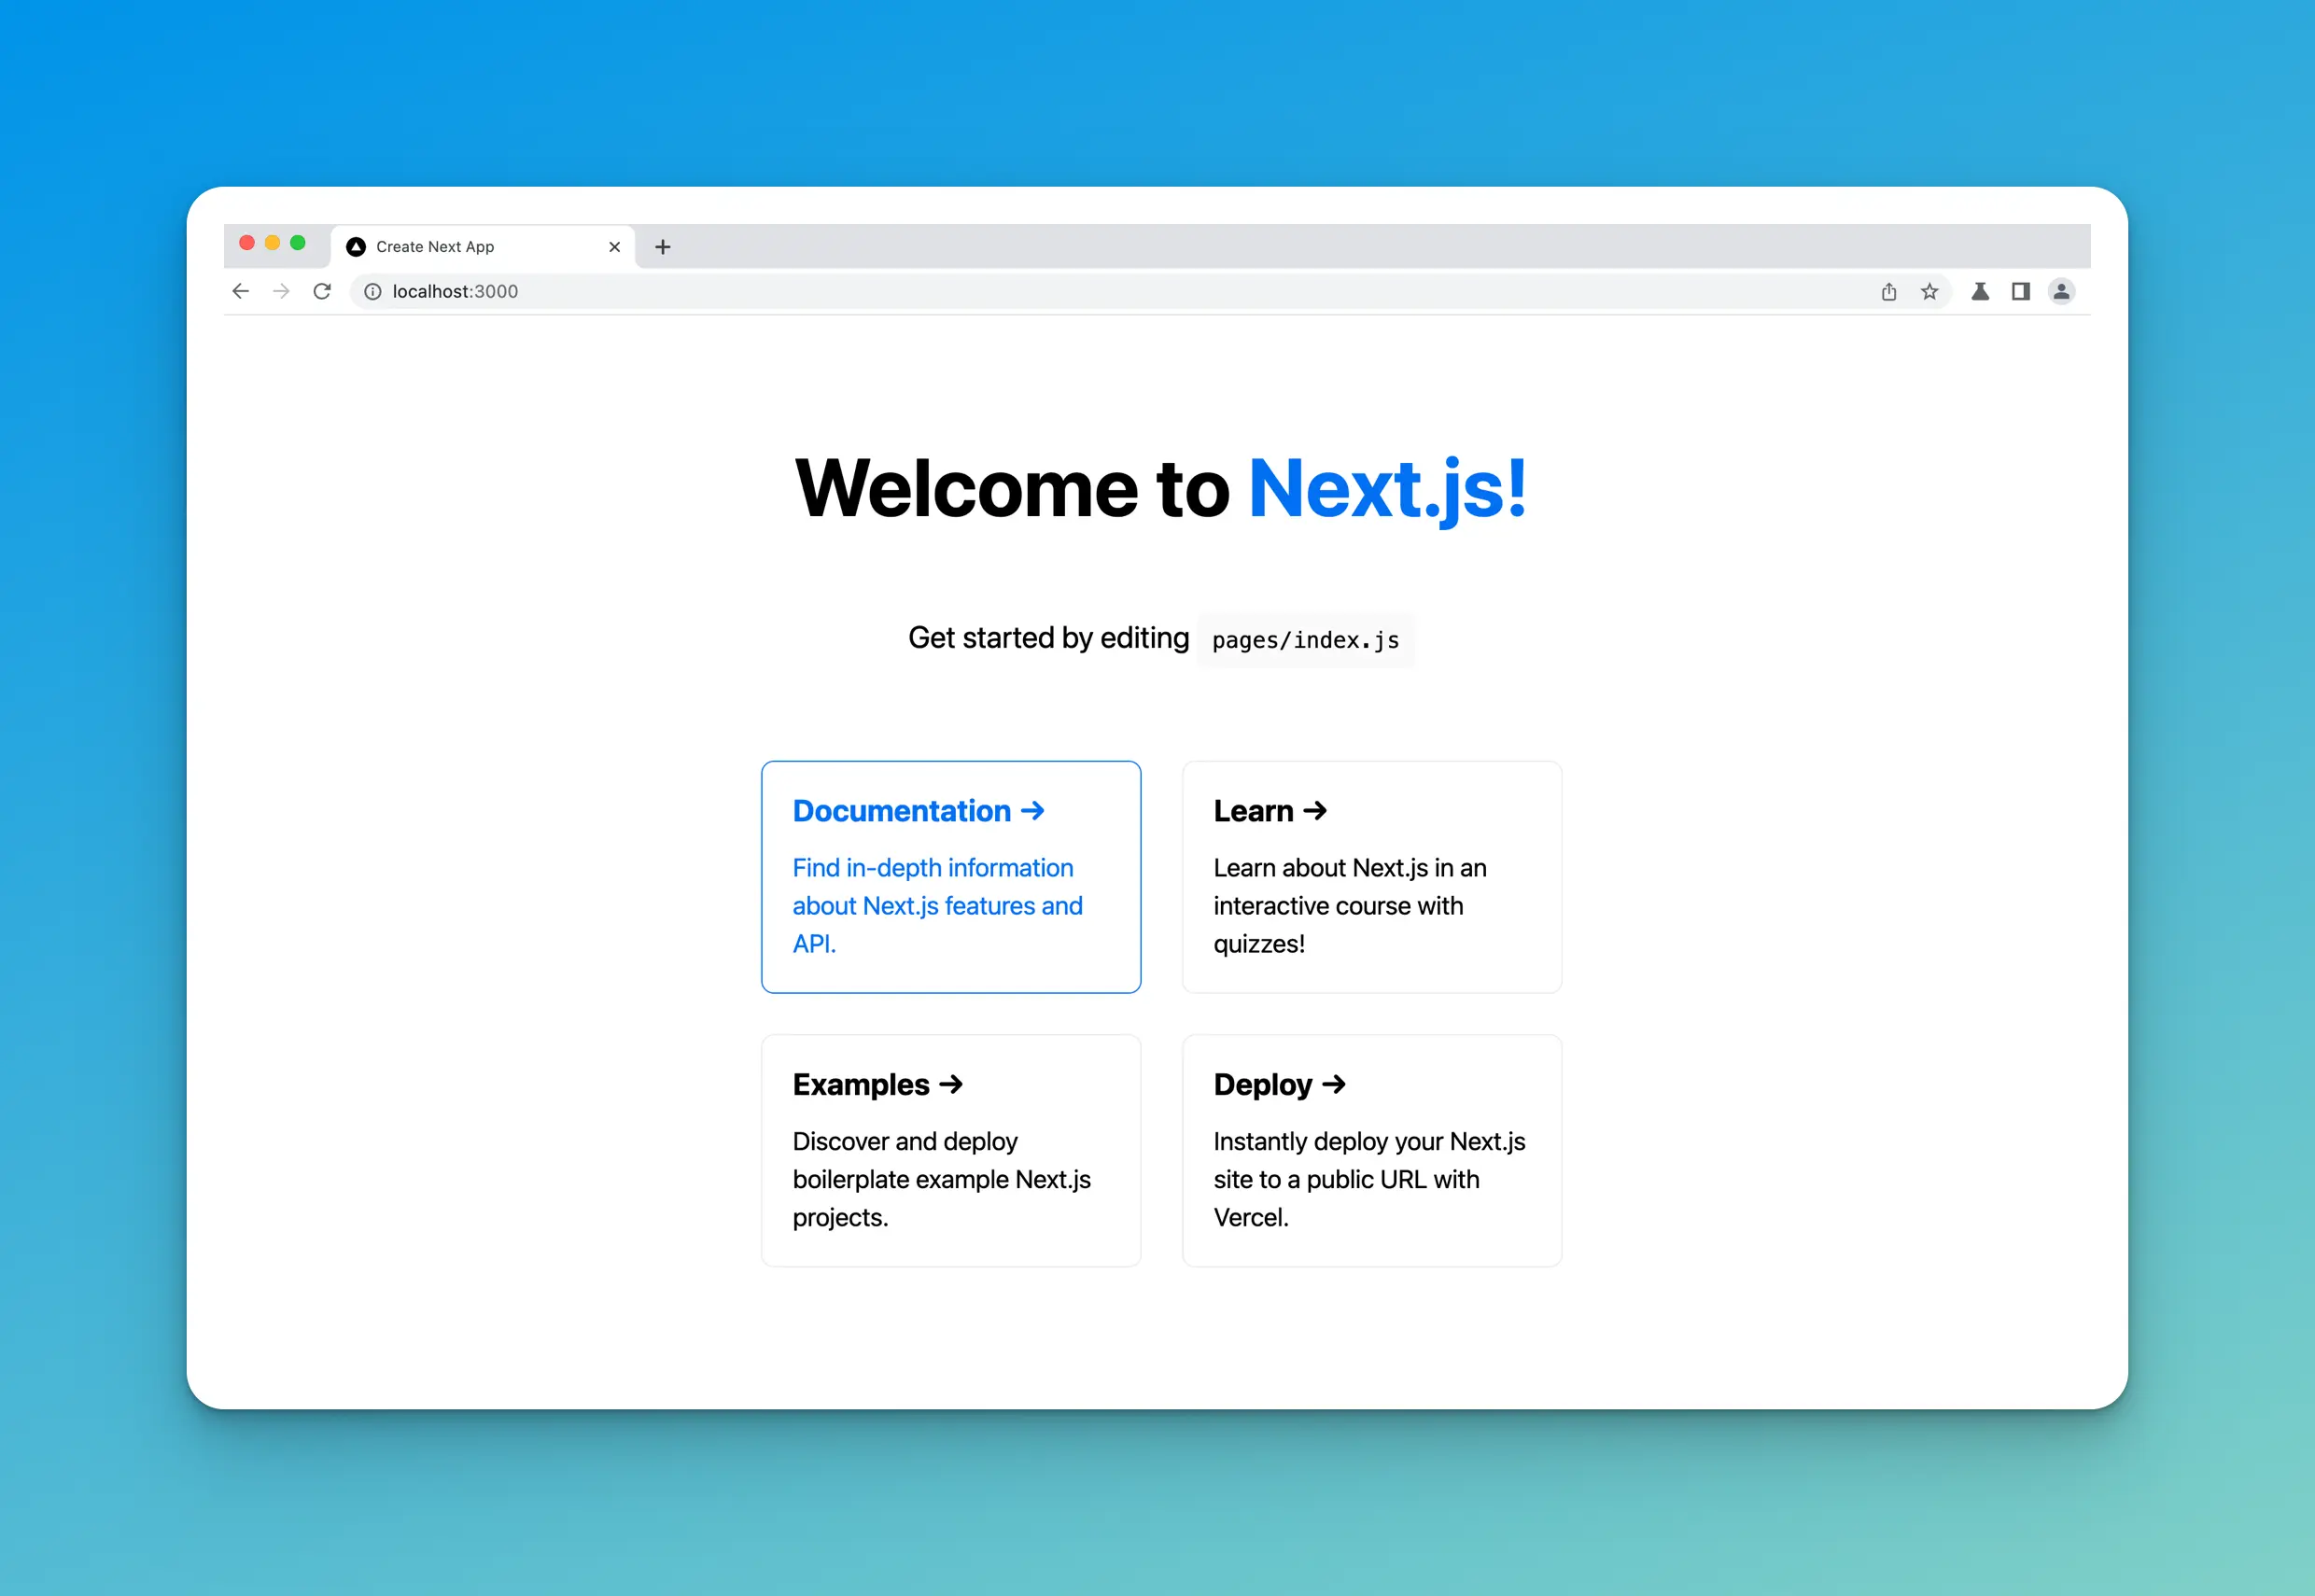 Create Next App
localhost:3000
Welcome to Next.js!
Get started by editing pages/index.js
Documentation →
Find in-depth information
about Next.js features and
API.
Learn →
Learn about Next.js in an
interactive course with
quizzes!
Examples →
Discover and deploy
boilerplate example Next.js
projects.
Deploy →
Instantly deploy your Next.js
site to a public URL with
Vercel.